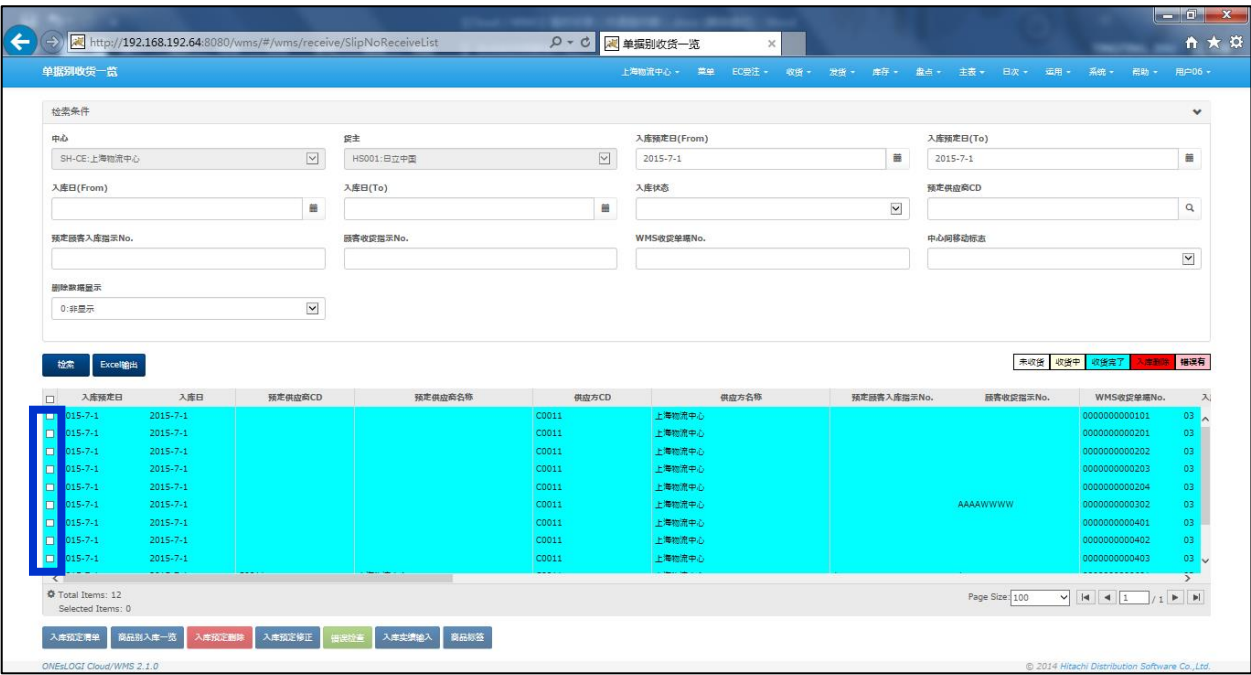 http://192.168.192.64:8080/wms/#/wms/receive/SlipNoReceiveList 单据别收货一览
单据别收货一览 上海物流中心 菜单 EC受注 收货 发货 库存 盘点 主表 日次 运用 系统 帮助 用户06
检索条件
中心 货主 入库预定日(From) 入库预定日(To)
SH-CE:上海物流中心 HS001:日立中国 2015-7-1 2015-7-1
入库日(From) 入库日(To) 入库状态 预定供应商CD
预定顾客入库指示No. 顾客收货指示No. WMS收货单据No. 中心间移动标志
删除数据显示
0:非显示
检索 Excel输出 未收货 收货中 收货完了 入库删除 错误有
入库预定日 入库日 预定供应商CD 预定供应商名称 供应方CD 供应方名称 预定顾客入库指示No. 顾客收货指示No. WMS收货单据No. 入
015-7-1 2015-7-1 C0011 上海物流中心 0000000000101 03
015-7-1 2015-7-1 C0011 上海物流中心 0000000000201 03
015-7-1 2015-7-1 C0011 上海物流中心 0000000000202 03
015-7-1 2015-7-1 C0011 上海物流中心 0000000000203 03
015-7-1 2015-7-1 C0011 上海物流中心 0000000000204 03
015-7-1 2015-7-1 C0011 上海物流中心 AAAAWWWW 0000000000302 03
015-7-1 2015-7-1 C0011 上海物流中心 0000000000401 03
015-7-1 2015-7-1 C0011 上海物流中心 0000000000402 03
015-7-1 2015-7-1 C0011 上海物流中心 0000000000403 03
Total Items: 12 Page Size: 100 1 / 1
Selected Items: 0
入库预定清单 商品别入库一览 入库预定删除 入库预定修正 错误检查 入库实绩输入 商品标签
ONEsLOGI Cloud/WMS 2.1.0 © 2014 Hitachi Distribution Software Co.,Ltd.